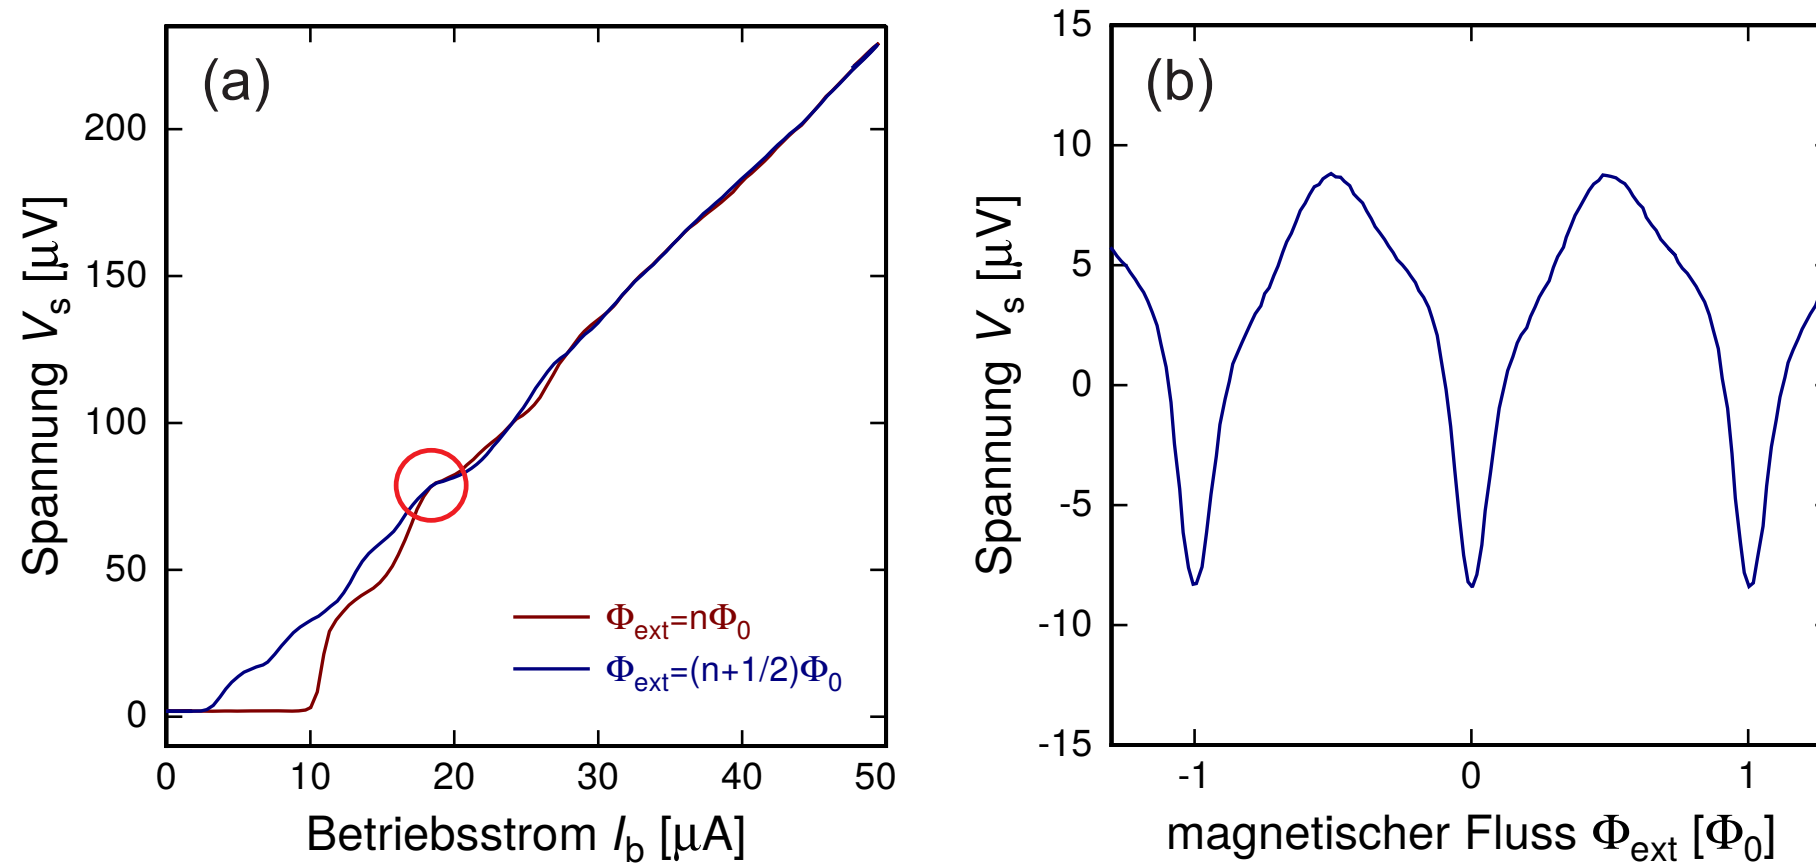 (a)
Spannung V_s [μV]
200
150
100
50
0
0 10 20 30 40 50
Betriebsstrom I_b [μA]
Φ_ext=nΦ_0
Φ_ext=(n+1/2)Φ_0
(b)
Spannung V_s [μV]
15
10
5
0
-5
-10
-15
-1 0 1
magnetischer Fluss Φ_ext [Φ_0]